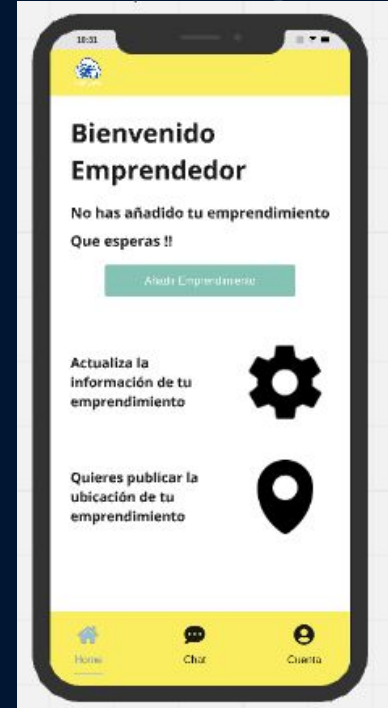 10:31
Bienvenido
Emprendedor
No has añadido tu emprendimiento
Que esperas !!
Añadir Emprendimiento
Actualiza la
información de tu
emprendimiento
Quieres publicar la
ubicación de tu
emprendimiento
Home
Chat
Cuenta